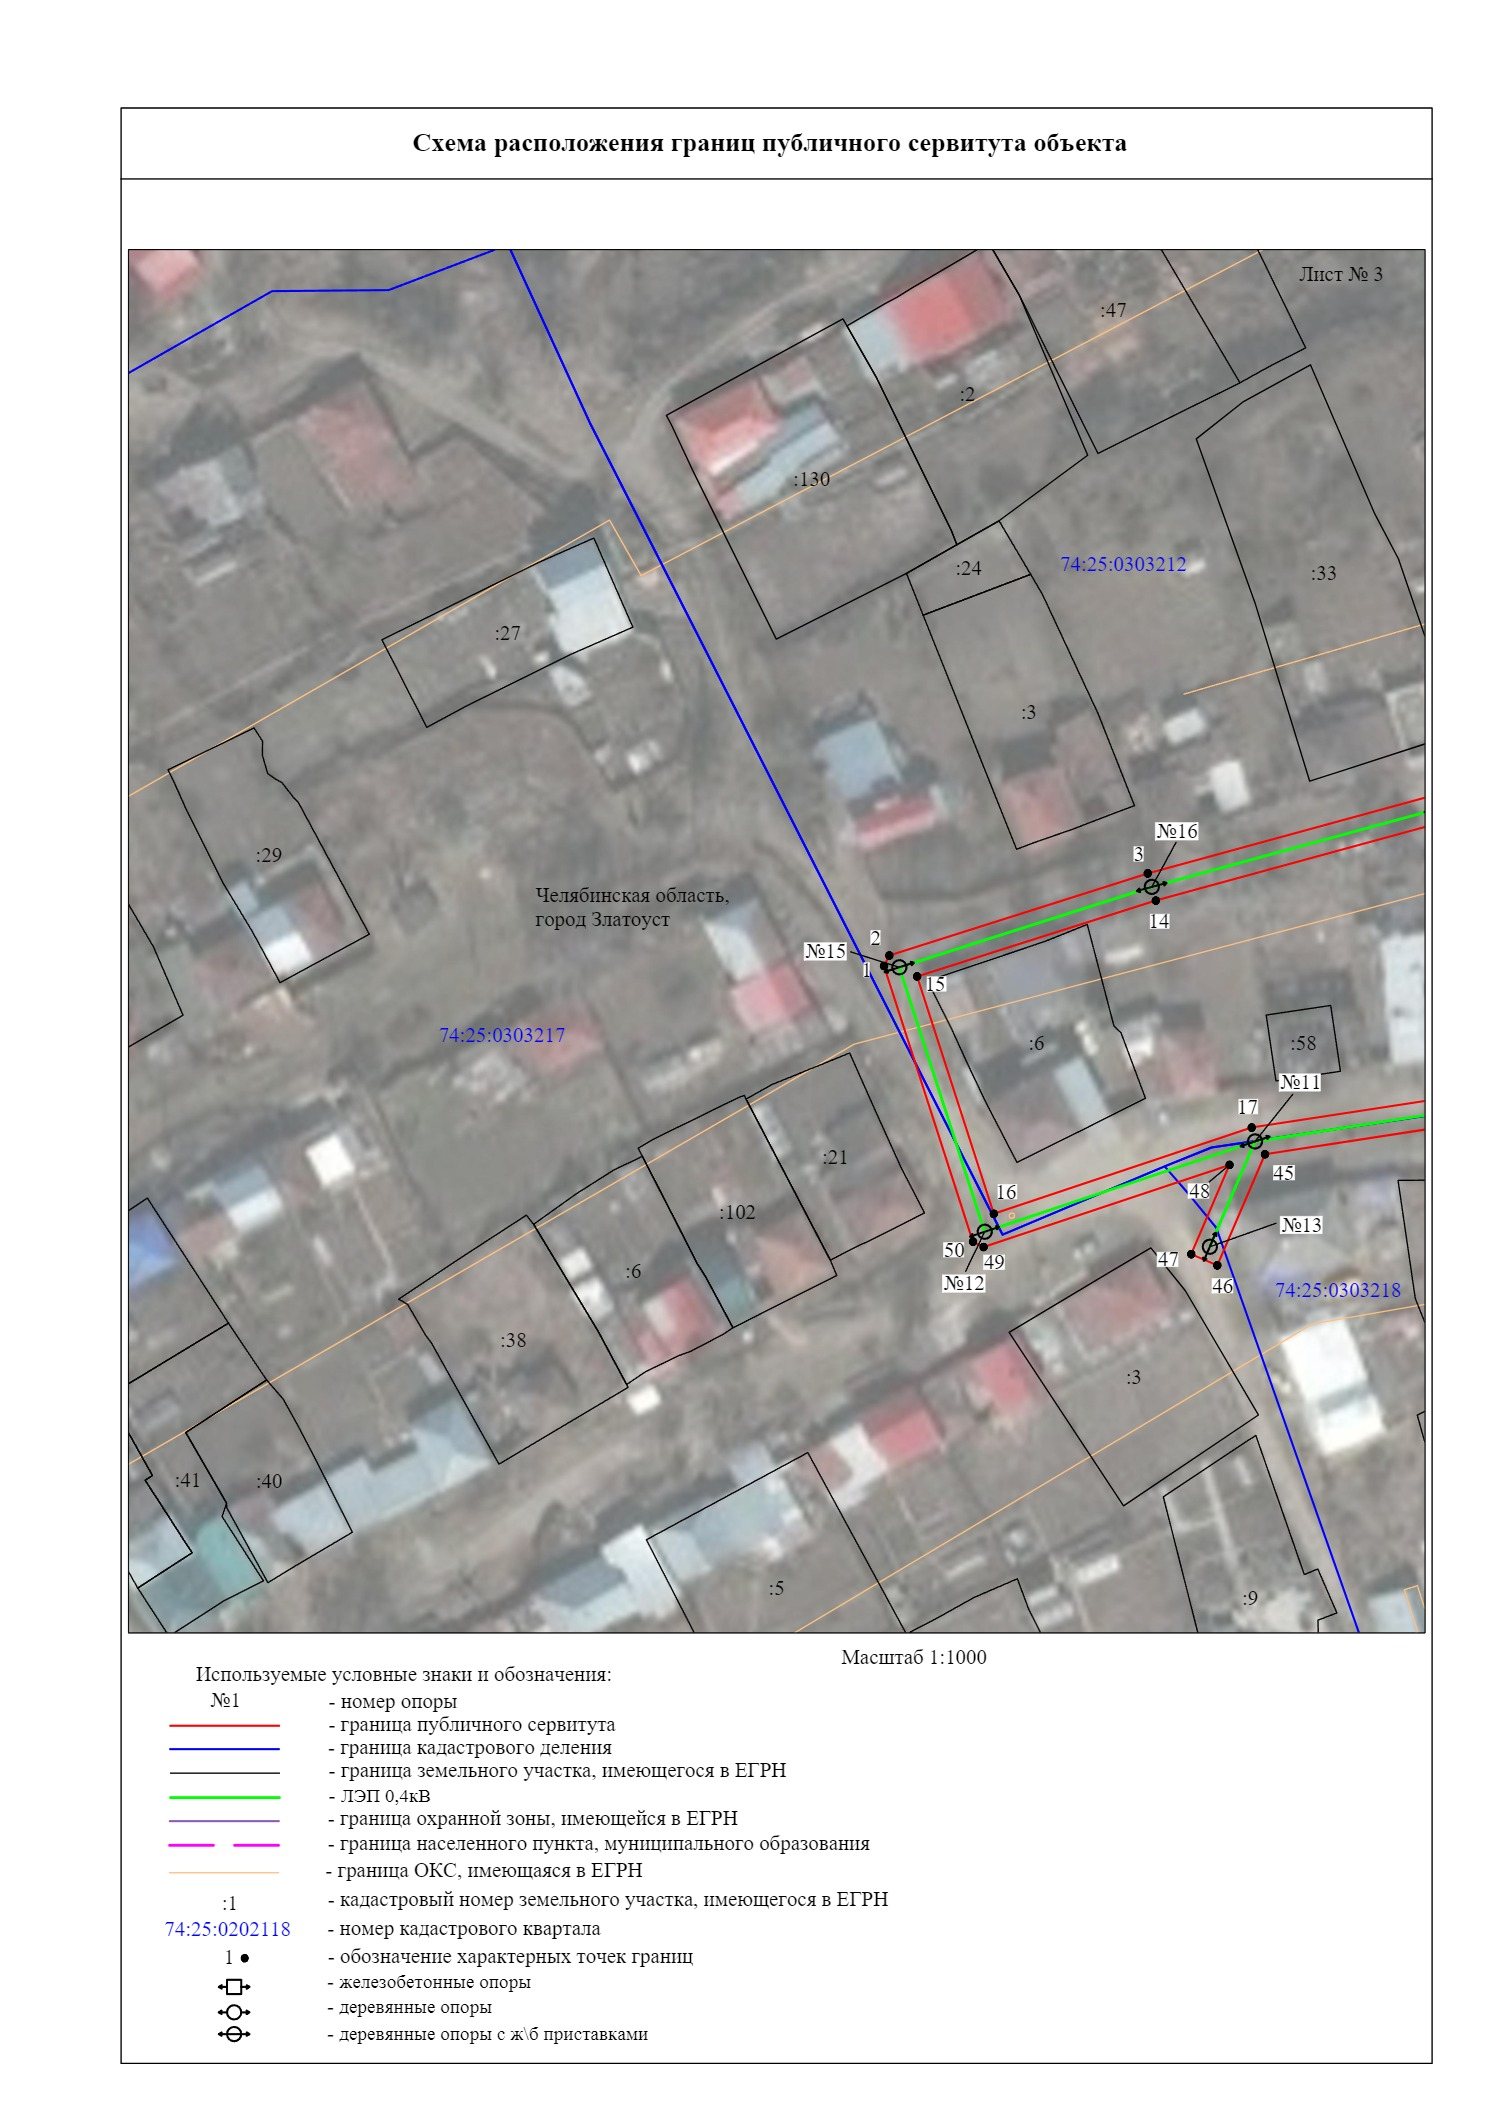 Схема расположения границ публичного сервитута объекта
Лист № 3
:47
:2
:130
:24
74:25:0303212
:33
:27
:3
№16
3
:29
Челябинская область,
город Златоуст
14
2
№15
1
15
74:25:0303217
:6
:58
№11
17
:21
45
48
16
:102
№13
50
49
47
:6
№12
46
74:25:0303218
:38
:3
:41
:40
:5
:9
Масштаб 1:1000
Используемые условные знаки и обозначения:
№1 - номер опоры
- граница публичного сервитута
- граница кадастрового деления
- граница земельного участка, имеющегося в ЕГРН
- ЛЭП 0,4кВ
- граница охранной зоны, имеющейся в ЕГРН
- граница населенного пункта, муниципального образования
- граница ОКС, имеющаяся в ЕГРН
:1 - кадастровый номер земельного участка, имеющегося в ЕГРН
74:25:0202118 - номер кадастрового квартала
1 - обозначение характерных точек границ
- железобетонные опоры
- деревянные опоры
- деревянные опоры с ж\б приставками